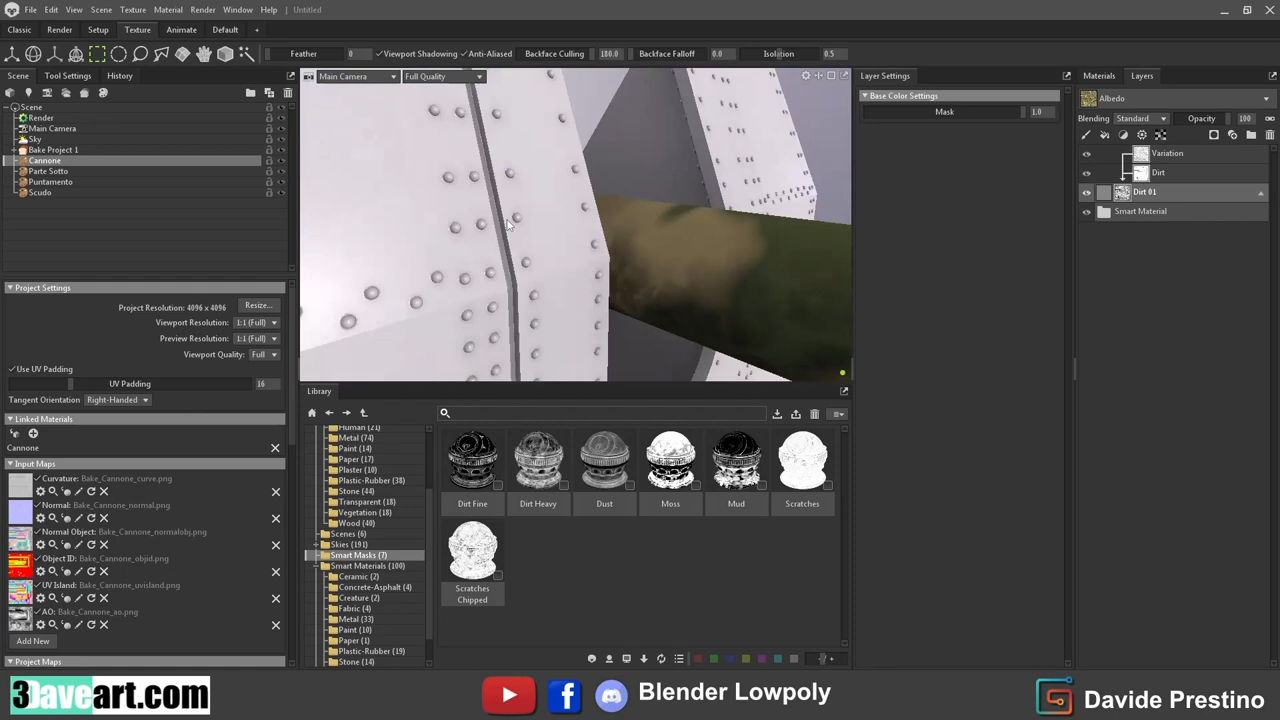 File Edit View Scene Texture Material Render Window Help Untitled
Classic Render Setup Texture Animate Default +
Feather 0 Viewport Shadowing Anti-Aliased Backface Culling 180.0 Backface Falloff 0.0 Isolation 0.5
Scene Tool Settings History
Main Camera Full Quality
Layer Settings
Materials Layers
Scene
Render
Main Camera
Sky
Bake Project 1
Cannone
Parte Sotto
Puntamento
Scudo
Base Color Settings
Mask 1.0
Albedo
Blending Standard Opacity 100
Variation
Dirt
Dirt 01
Smart Material
Project Settings
Project Resolution: 4096 x 4096 Resize...
Viewport Resolution: 1:1 (Full)
Preview Resolution: 1:1 (Full)
Viewport Quality: Full
Use UV Padding
UV Padding 16
Tangent Orientation Right-Handed
Linked Materials
Cannone
Input Maps
Curvature: Bake_Cannone_curve.png
Normal: Bake_Cannone_normal.png
Normal Object: Bake_Cannone_normalobj.png
Object ID: Bake_Cannone_objid.png
UV Island: Bake_Cannone_uvisland.png
AO: Bake_Cannone_ao.png
Add New
Project Maps
Library
Human (21)
Metal (74)
Paint (14)
Paper (17)
Plaster (10)
Plastic-Rubber (38)
Stone (44)
Transparent (18)
Vegetation (18)
Wood (40)
Scenes (6)
Skies (191)
Smart Masks (7)
Smart Materials (100)
Ceramic (2)
Concrete-Asphalt (4)
Creature (2)
Fabric (4)
Metal (33)
Paint (10)
Paper (1)
Plastic-Rubber (19)
Stone (14)
Dirt Fine Dirt Heavy Dust Moss Mud Scratches
Scratches
Chipped
3Daveart.com Blender Lowpoly Davide Prestino